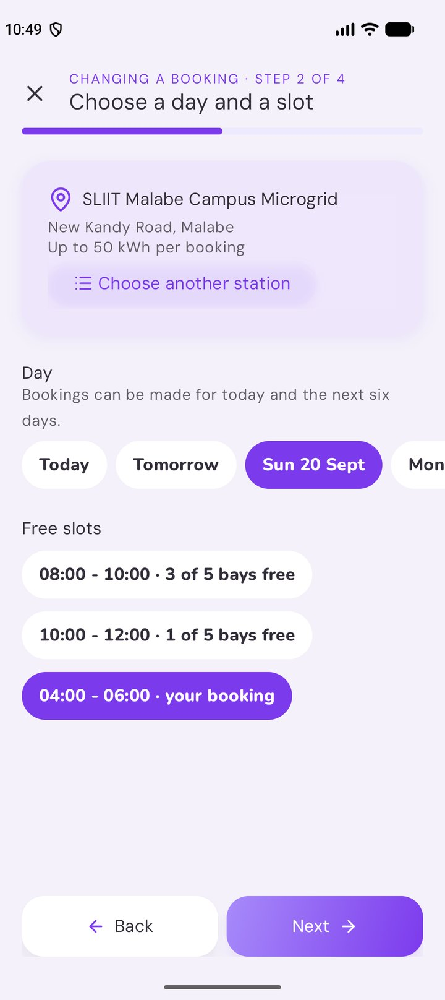 10:49
CHANGING A BOOKING · STEP 2 OF 4
Choose a day and a slot
SLIIT Malabe Campus Microgrid
New Kandy Road, Malabe
Up to 50 kWh per booking
Choose another station
Day
Bookings can be made for today and the next six
days.
Today Tomorrow Sun 20 Sept Mon
Free slots
08:00 - 10:00 · 3 of 5 bays free
10:00 - 12:00 · 1 of 5 bays free
04:00 - 06:00 · your booking
Back Next